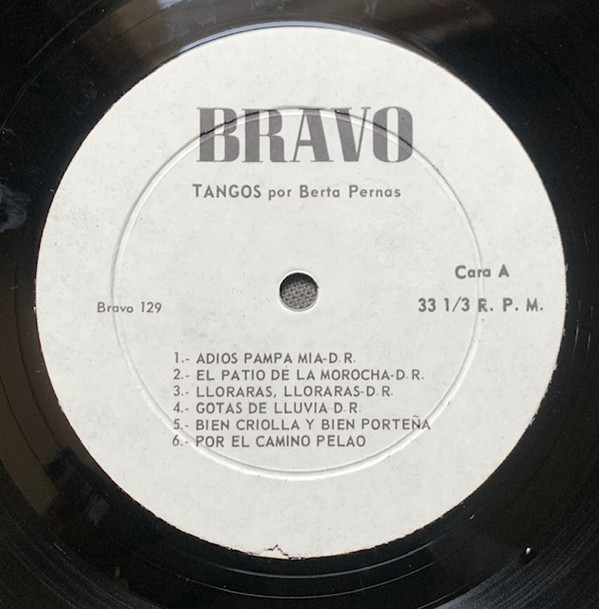 BRAVO
TANGOS por Berta Pernas
Cara A
Bravo 129
33 1/3 R. P. M.
1.- ADIOS PAMPA MIA-D.R.
2.- EL PATIO DE LA MOROCHA-D.R.
3.- LLORARAS, LLORARAS-D.R.
4.- GOTAS DE LLUVIA-D.R.
5.- BIEN CRIOLLA Y BIEN PORTEÑA
6.- POR EL CAMINO PELAO